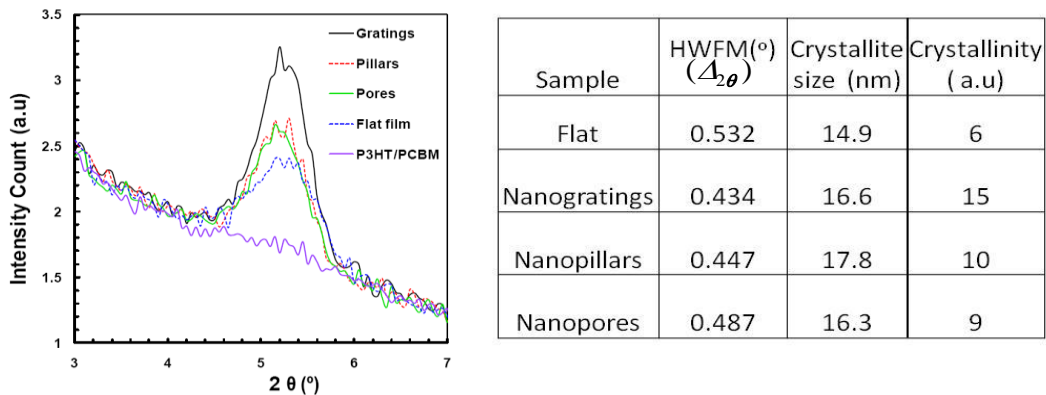 3.5
3
2.5
2
1.5
1
Intensity Count (a.u)
Gratings
Pillars
Pores
Flat film
P3HT/PCBM
3 4 5 6 7
2 θ (º)
Sample HWFM(º) (Δ2θ) Crystallite size (nm) Crystallinity ( a.u)
Flat 0.532 14.9 6
Nanogratings 0.434 16.6 15
Nanopillars 0.447 17.8 10
Nanopores 0.487 16.3 9